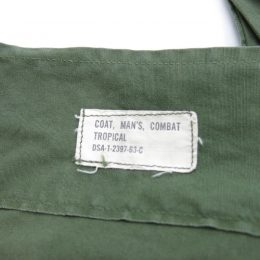 COAT, MAN'S, COMBAT
TROPICAL
DSA-1-2397-63-C